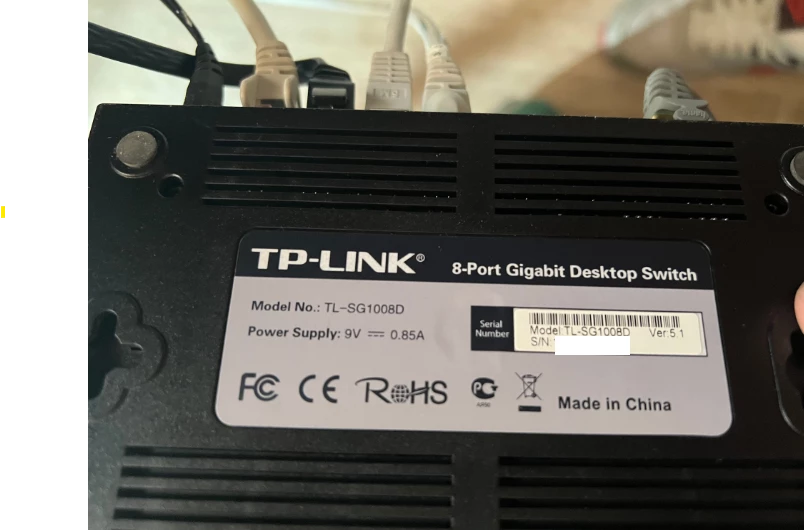 TP-LINK®
8-Port Gigabit Desktop Switch
Model No.: TL-SG1008D
Power Supply: 9V ⎓ 0.85A
Serial Number
Model:TL-SG1008D Ver:5.1
S/N:
FC CE RoHS
Made in China